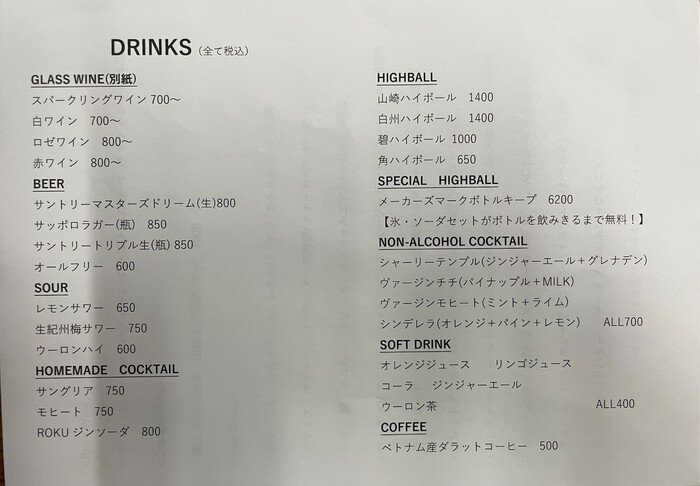 DRINKS（全て税込）
GLASS WINE(別紙)
スパークリングワイン 700～
白ワイン　700～
ロゼワイン　800～
赤ワイン　800～
BEER
サントリーマスターズドリーム(生)800
サッポロラガー(瓶)　850
サントリートリプル生(瓶) 850
オールフリー　600
SOUR
レモンサワー　650
生紀州梅サワー　750
ウーロンハイ　600
HOMEMADE　COCKTAIL
サングリア　750
モヒート　750
ROKU ジンソーダ　800
HIGHBALL
山崎ハイボール　1400
白州ハイボール　1400
碧ハイボール 1000
角ハイボール　650
SPECIAL　HIGHBALL
メーカーズマークボトルキープ　6200
【氷・ソーダセットがボトルを飲みきるまで無料！】
NON-ALCOHOL COCKTAIL
シャーリーテンプル(ジンジャーエール＋グレナデン)
ヴァージンチチ(パイナップル＋MILK)
ヴァージンモヒート(ミント＋ライム)
シンデレラ(オレンジ＋パイン＋レモン)　　ALL700
SOFT DRINK
オレンジジュース　　リンゴジュース
コーラ　ジンジャーエール
ウーロン茶　　ALL400
COFFEE
ベトナム産ダラットコーヒー　500